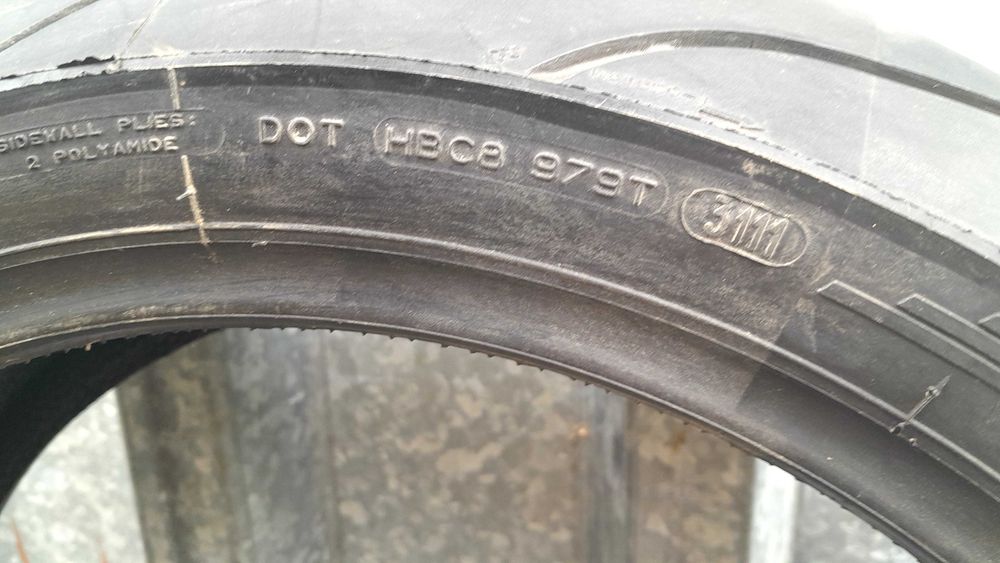 SIDEWALL PLIES:
2 POLYAMIDE
DOT HBC8 979T 3111